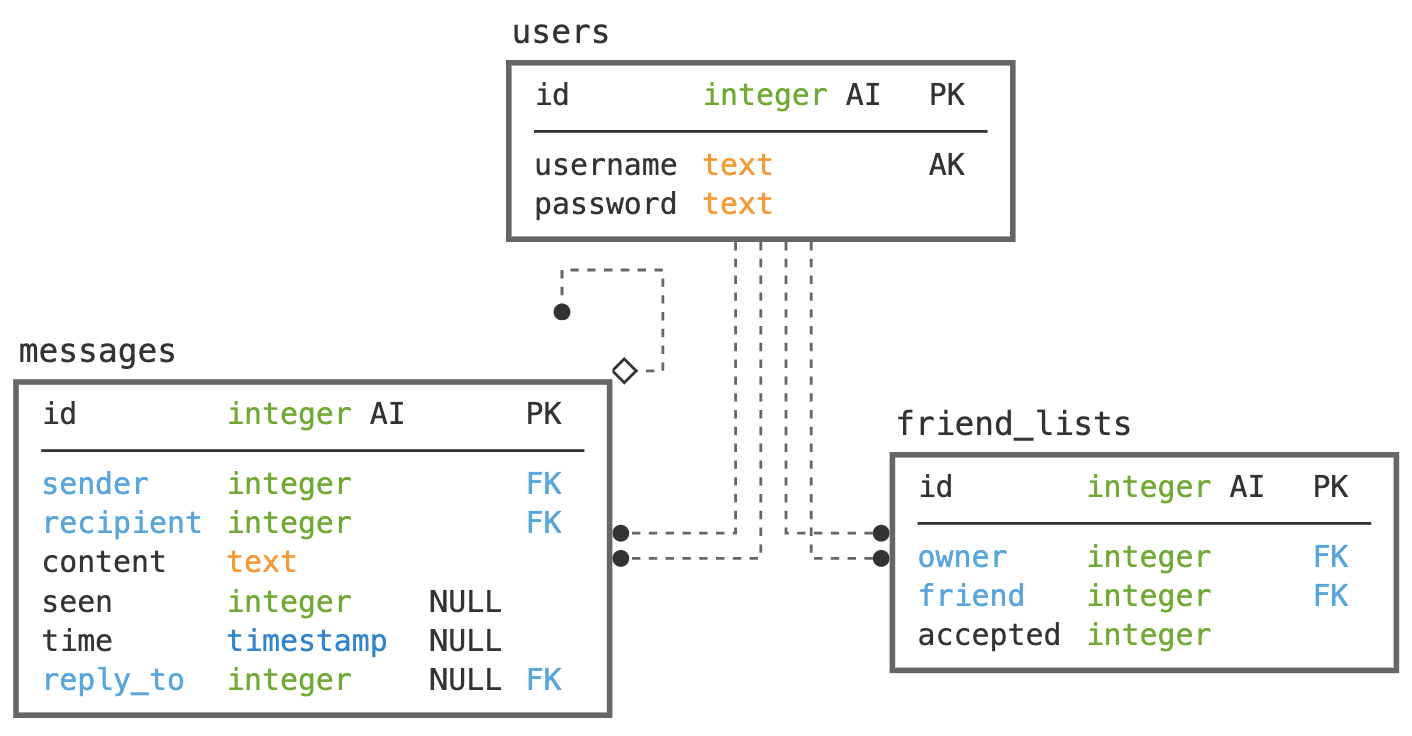 users
id integer AI PK
username text AK
password text
messages
id integer AI PK
sender integer FK
recipient integer FK
content text
seen integer NULL
time timestamp NULL
reply_to integer NULL FK
friend_lists
id integer AI PK
owner integer FK
friend integer FK
accepted integer